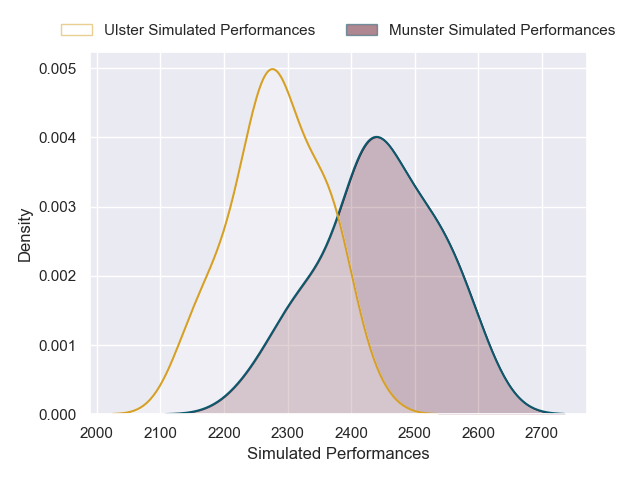 Ulster Simulated Performances Munster Simulated Performances
0.005
0.004
0.003
0.002
0.001
0.000
Density
2000 2100 2200 2300 2400 2500 2600 2700
Simulated Performances